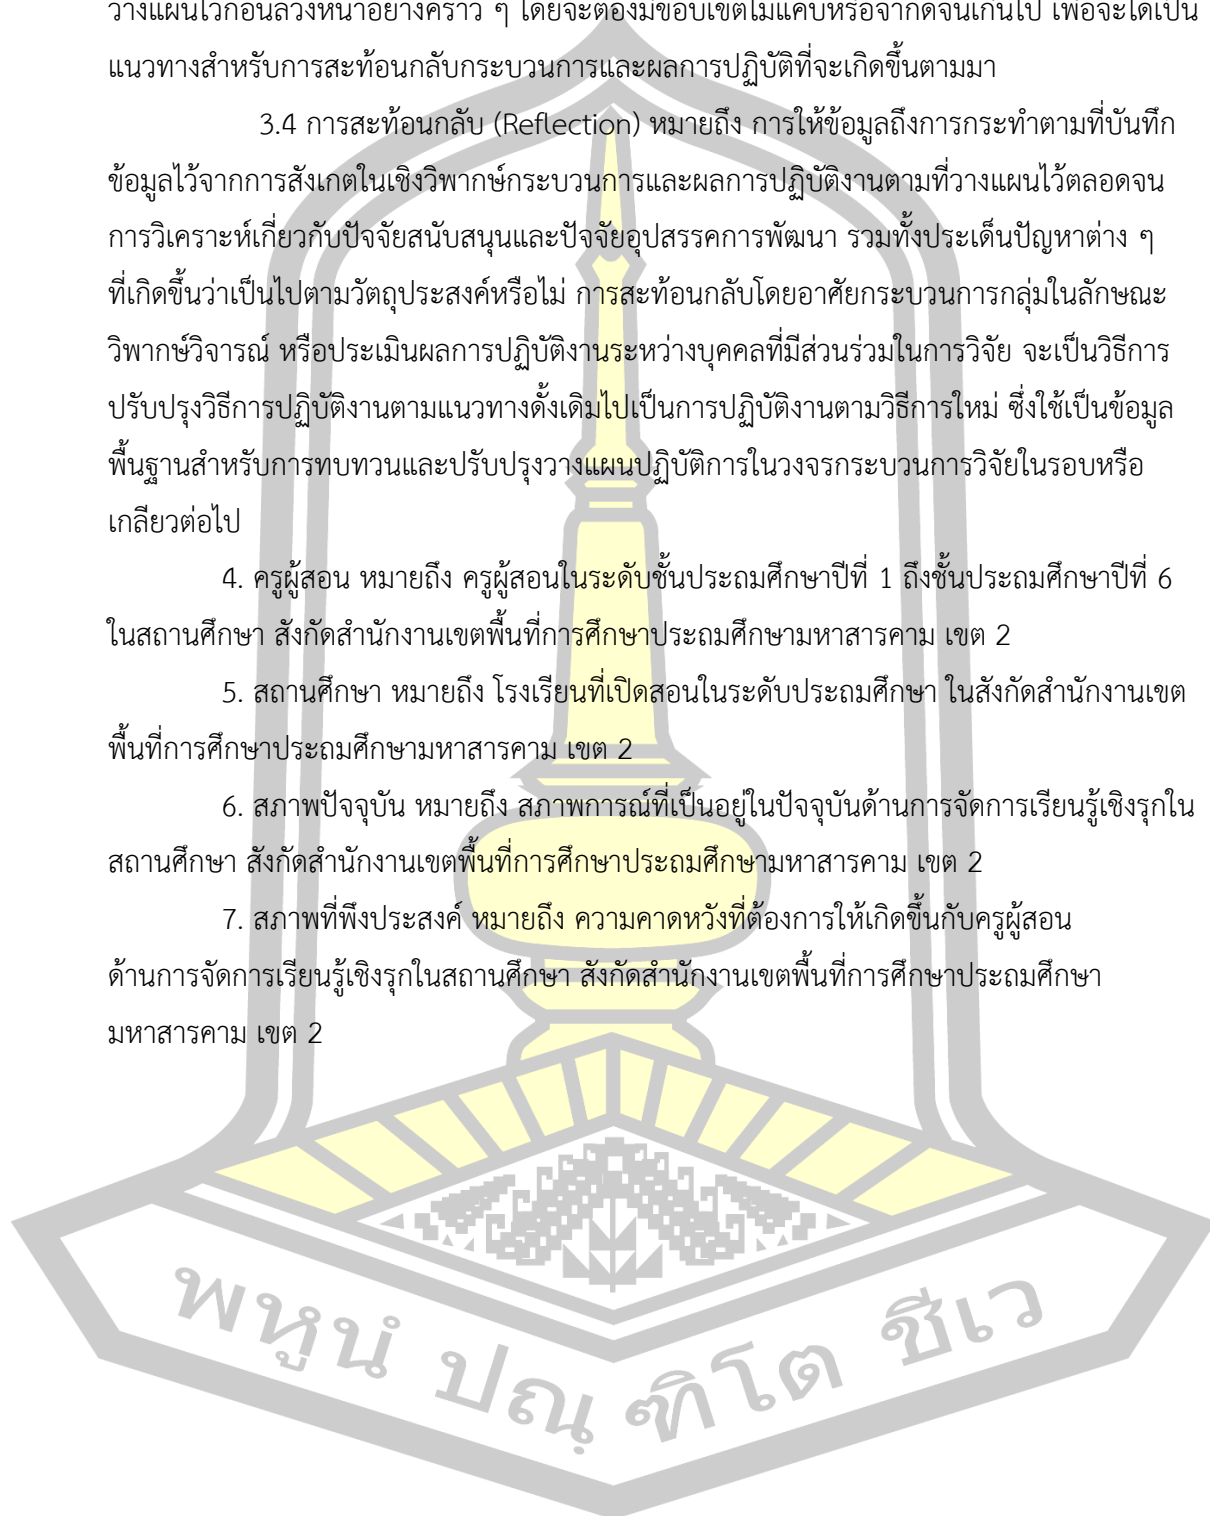 วางแผนไว้ก่อนล่วงหน้าอย่างคร่าว ๆ โดยจะต้องมีขอบเขตไม่แคบหรือจำกัดจนเกินไป เพื่อจะได้เป็น
แนวทางสำหรับการสะท้อนกลับกระบวนการและผลการปฏิบัติที่จะเกิดขึ้นตามมา
3.4 การสะท้อนกลับ (Reflection) หมายถึง การให้ข้อมูลถึงการกระทำตามที่บันทึก
ข้อมูลไว้จากการสังเกตในเชิงวิพากษ์กระบวนการและผลการปฏิบัติงานตามที่วางแผนไว้ตลอดจน
การวิเคราะห์เกี่ยวกับปัจจัยสนับสนุนและปัจจัยอุปสรรคการพัฒนา รวมทั้งประเด็นปัญหาต่าง ๆ
ที่เกิดขึ้นว่าเป็นไปตามวัตถุประสงค์หรือไม่ การสะท้อนกลับโดยอาศัยกระบวนการกลุ่มในลักษณะ
วิพากษ์วิจารณ์ หรือประเมินผลการปฏิบัติงานระหว่างบุคคลที่มีส่วนร่วมในการวิจัย จะเป็นวิธีการ
ปรับปรุงวิธีการปฏิบัติงานตามแนวทางดั้งเดิมไปเป็นการปฏิบัติงานตามวิธีการใหม่ ซึ่งใช้เป็นข้อมูล
พื้นฐานสำหรับการทบทวนและปรับปรุงวางแผนปฏิบัติการในวงจรกระบวนการวิจัยในรอบหรือ
เกลียวต่อไป
4. ครูผู้สอน หมายถึง ครูผู้สอนในระดับชั้นประถมศึกษาปีที่ 1 ถึงชั้นประถมศึกษาปีที่ 6
ในสถานศึกษา สังกัดสำนักงานเขตพื้นที่การศึกษาประถมศึกษามหาสารคาม เขต 2
5. สถานศึกษา หมายถึง โรงเรียนที่เปิดสอนในระดับประถมศึกษา ในสังกัดสำนักงานเขต
พื้นที่การศึกษาประถมศึกษามหาสารคาม เขต 2
6. สภาพปัจจุบัน หมายถึง สภาพการณ์ที่เป็นอยู่ในปัจจุบันด้านการจัดการเรียนรู้เชิงรุกใน
สถานศึกษา สังกัดสำนักงานเขตพื้นที่การศึกษาประถมศึกษามหาสารคาม เขต 2
7. สภาพที่พึงประสงค์ หมายถึง ความคาดหวังที่ต้องการให้เกิดขึ้นกับครูผู้สอน
ด้านการจัดการเรียนรู้เชิงรุกในสถานศึกษา สังกัดสำนักงานเขตพื้นที่การศึกษาประถมศึกษา
มหาสารคาม เขต 2
พหูนํ ปณฺ ฑิโต ชีเว